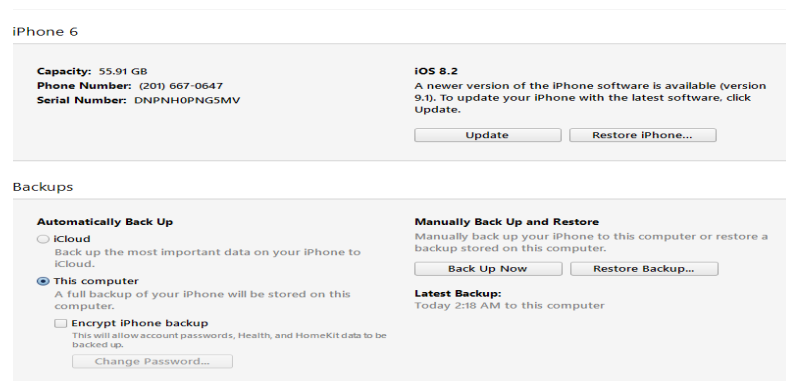 iPhone 6
Capacity: 55.91 GB
Phone Number: (201) 667-0647
Serial Number: DNPNH0PNG5MV
iOS 8.2
A newer version of the iPhone software is available (version
9.1). To update your iPhone with the latest software, click
Update.
Update
Restore iPhone...
Backups
Automatically Back Up
iCloud
Back up the most important data on your iPhone to
iCloud.
This computer
A full backup of your iPhone will be stored on this
computer.
Encrypt iPhone backup
This will allow account passwords, Health, and HomeKit data to be
backed up.
Change Password...
Manually Back Up and Restore
Manually back up your iPhone to this computer or restore a
backup stored on this computer.
Back Up Now
Restore Backup...
Latest Backup:
Today 2:18 AM to this computer